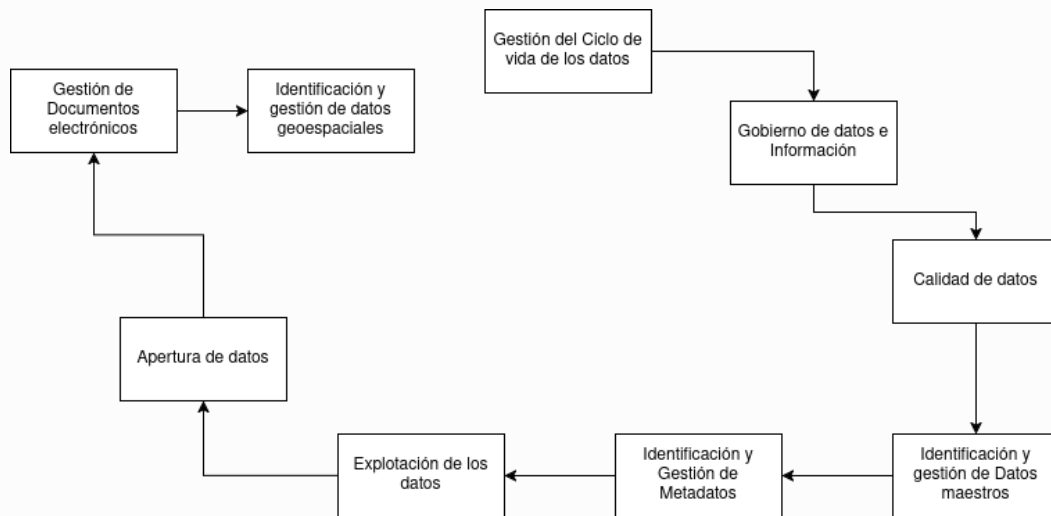 Gestión del Ciclo de
vida de los datos
Gobierno de datos e
Información
Calidad de datos
Identificación y
gestión de Datos
maestros
Identificación y
Gestión de
Metadatos
Explotación de los
datos
Apertura de datos
Gestión de
Documentos
electrónicos
Identificación y
gestión de datos
geoespaciales